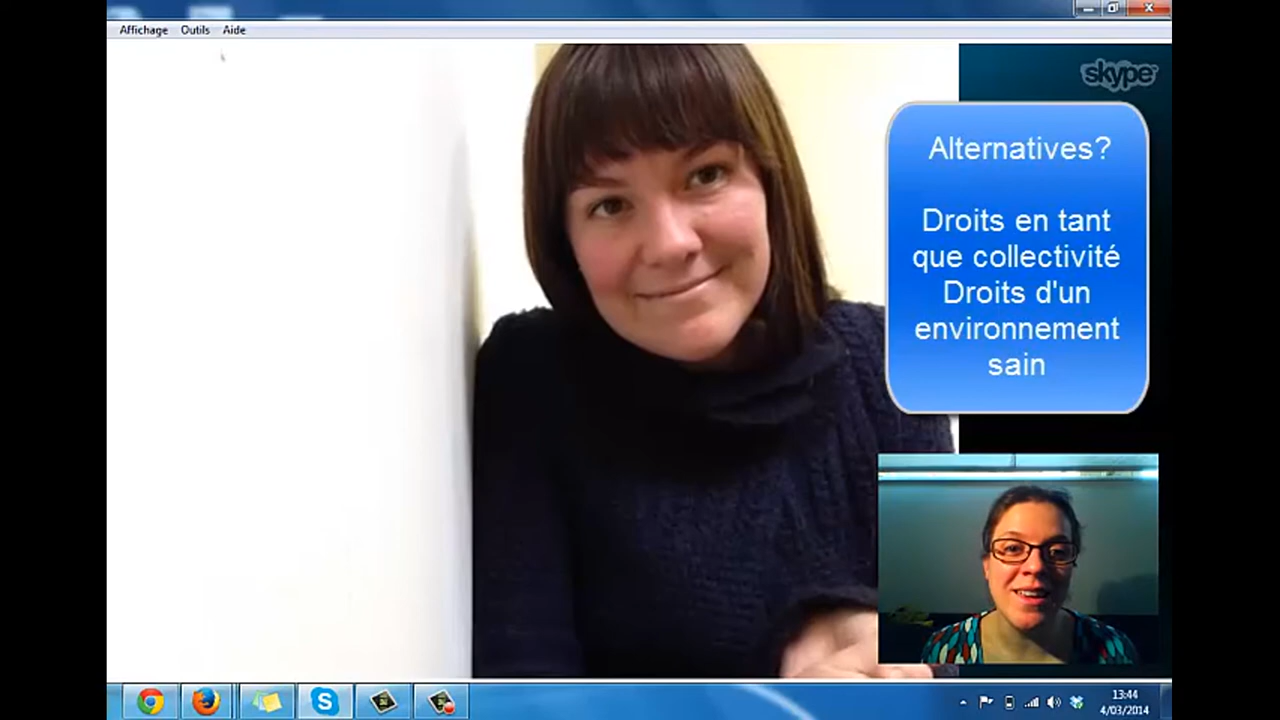 Affichage Outils Aide
skype
Alternatives?
Droits en tant
que collectivité
Droits d'un
environnement
sain
13:44
4/03/2014